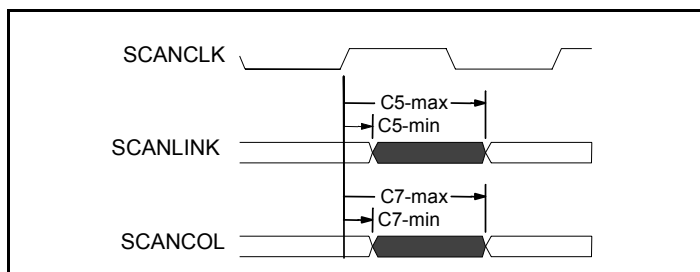 SCANCLK
C5-max
C5-min
SCANLINK
C7-max
C7-min
SCANCOL